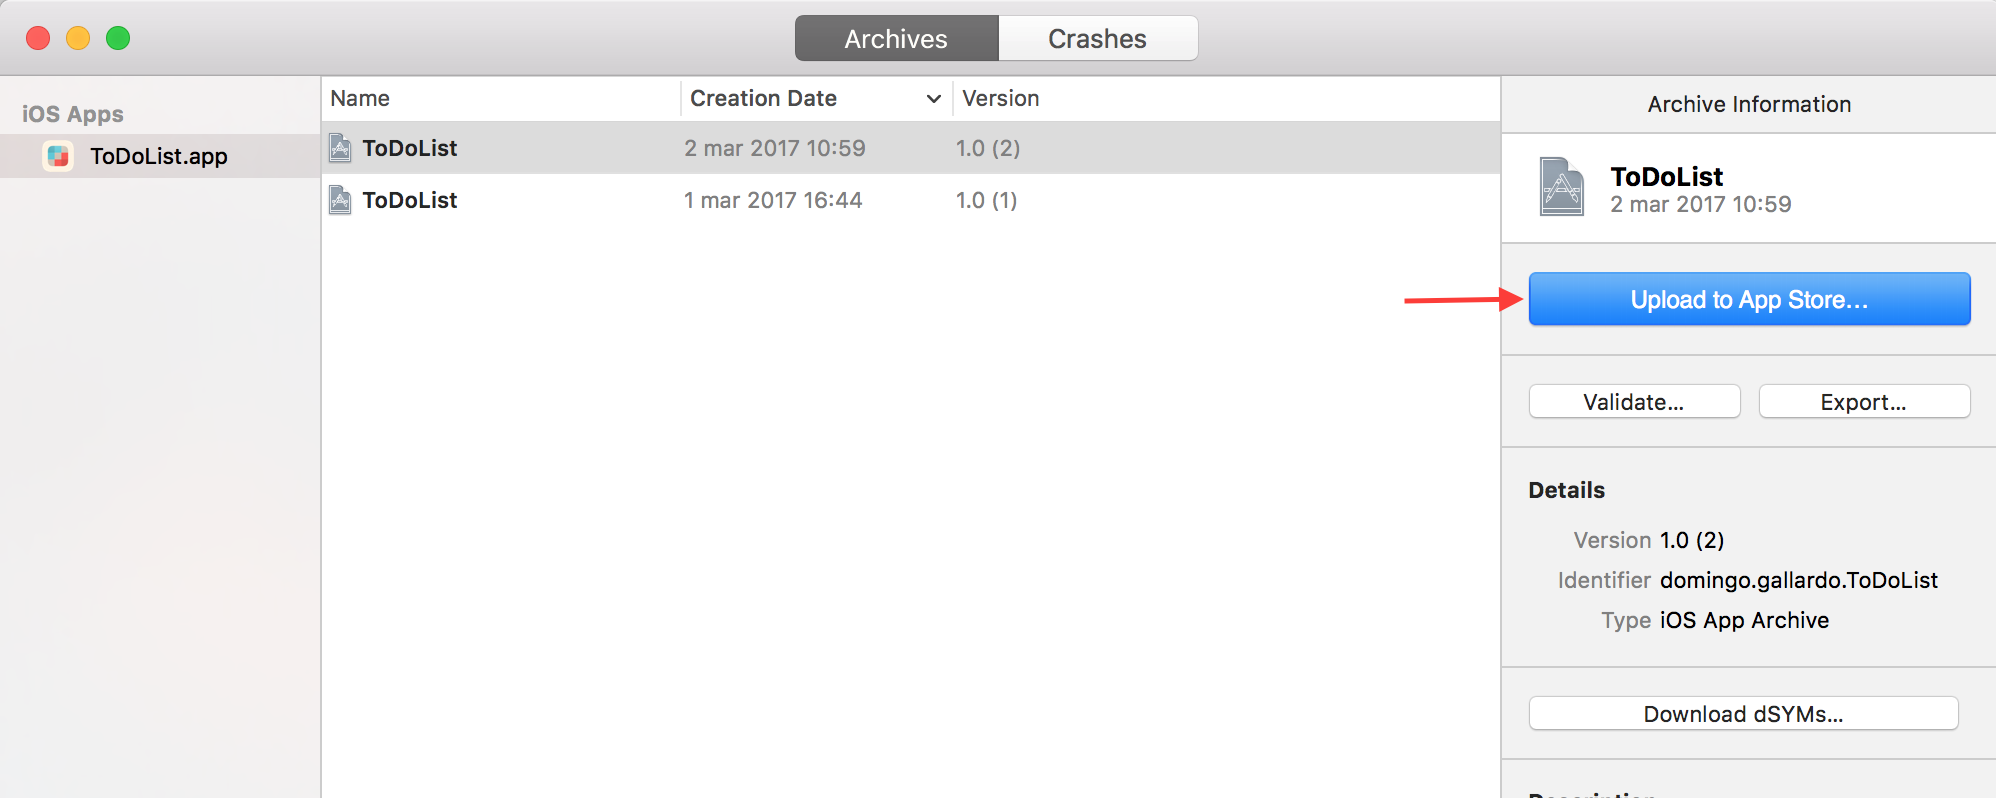 Archives Crashes
iOS Apps
ToDoList.app
Name Creation Date Version
ToDoList 2 mar 2017 10:59 1.0 (2)
ToDoList 1 mar 2017 16:44 1.0 (1)
Archive Information
ToDoList
2 mar 2017 10:59
Upload to App Store...
Validate... Export...
Details
Version 1.0 (2)
Identifier domingo.gallardo.ToDoList
Type iOS App Archive
Download dSYMs...
Description